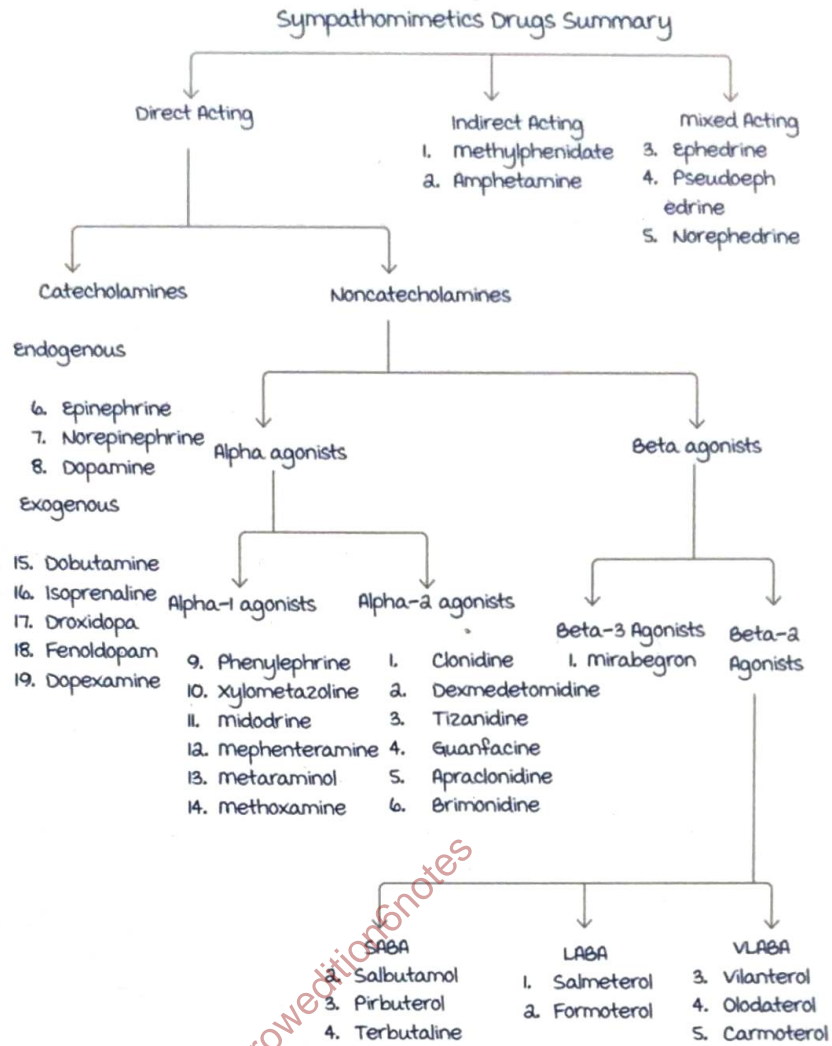 Sympathomimetics Drugs Summary
Direct Acting
Indirect Acting
1. methylphenidate
2. Amphetamine
mixed Acting
3. Ephedrine
4. Pseudoeph
edrine
5. Norephedrine
Catecholamines
Noncatecholamines
Endogenous
6. Epinephrine
7. Norepinephrine
8. Dopamine
Exogenous
15. Dobutamine
16. Isoprenaline
17. Droxidopa
18. Fenoldopam
19. Dopexamine
Alpha agonists
Beta agonists
Alpha-1 agonists
9. Phenylephrine
10. Xylometazoline
11. midodrine
12. mephenteramine
13. metaraminol
14. methoxamine
Alpha-2 agonists
1. Clonidine
2. Dexmedetomidine
3. Tizanidine
4. Guanfacine
5. Apraclonidine
6. Brimonidine
Beta-3 Agonists
1. mirabegron
Beta-2
Agonists
SABA
2. Salbutamol
3. Pirbuterol
4. Terbutaline
LABA
1. Salmeterol
2. Formoterol
VLABA
3. Vilanterol
4. Olodaterol
5. Carmoterol
roweditionbnotes